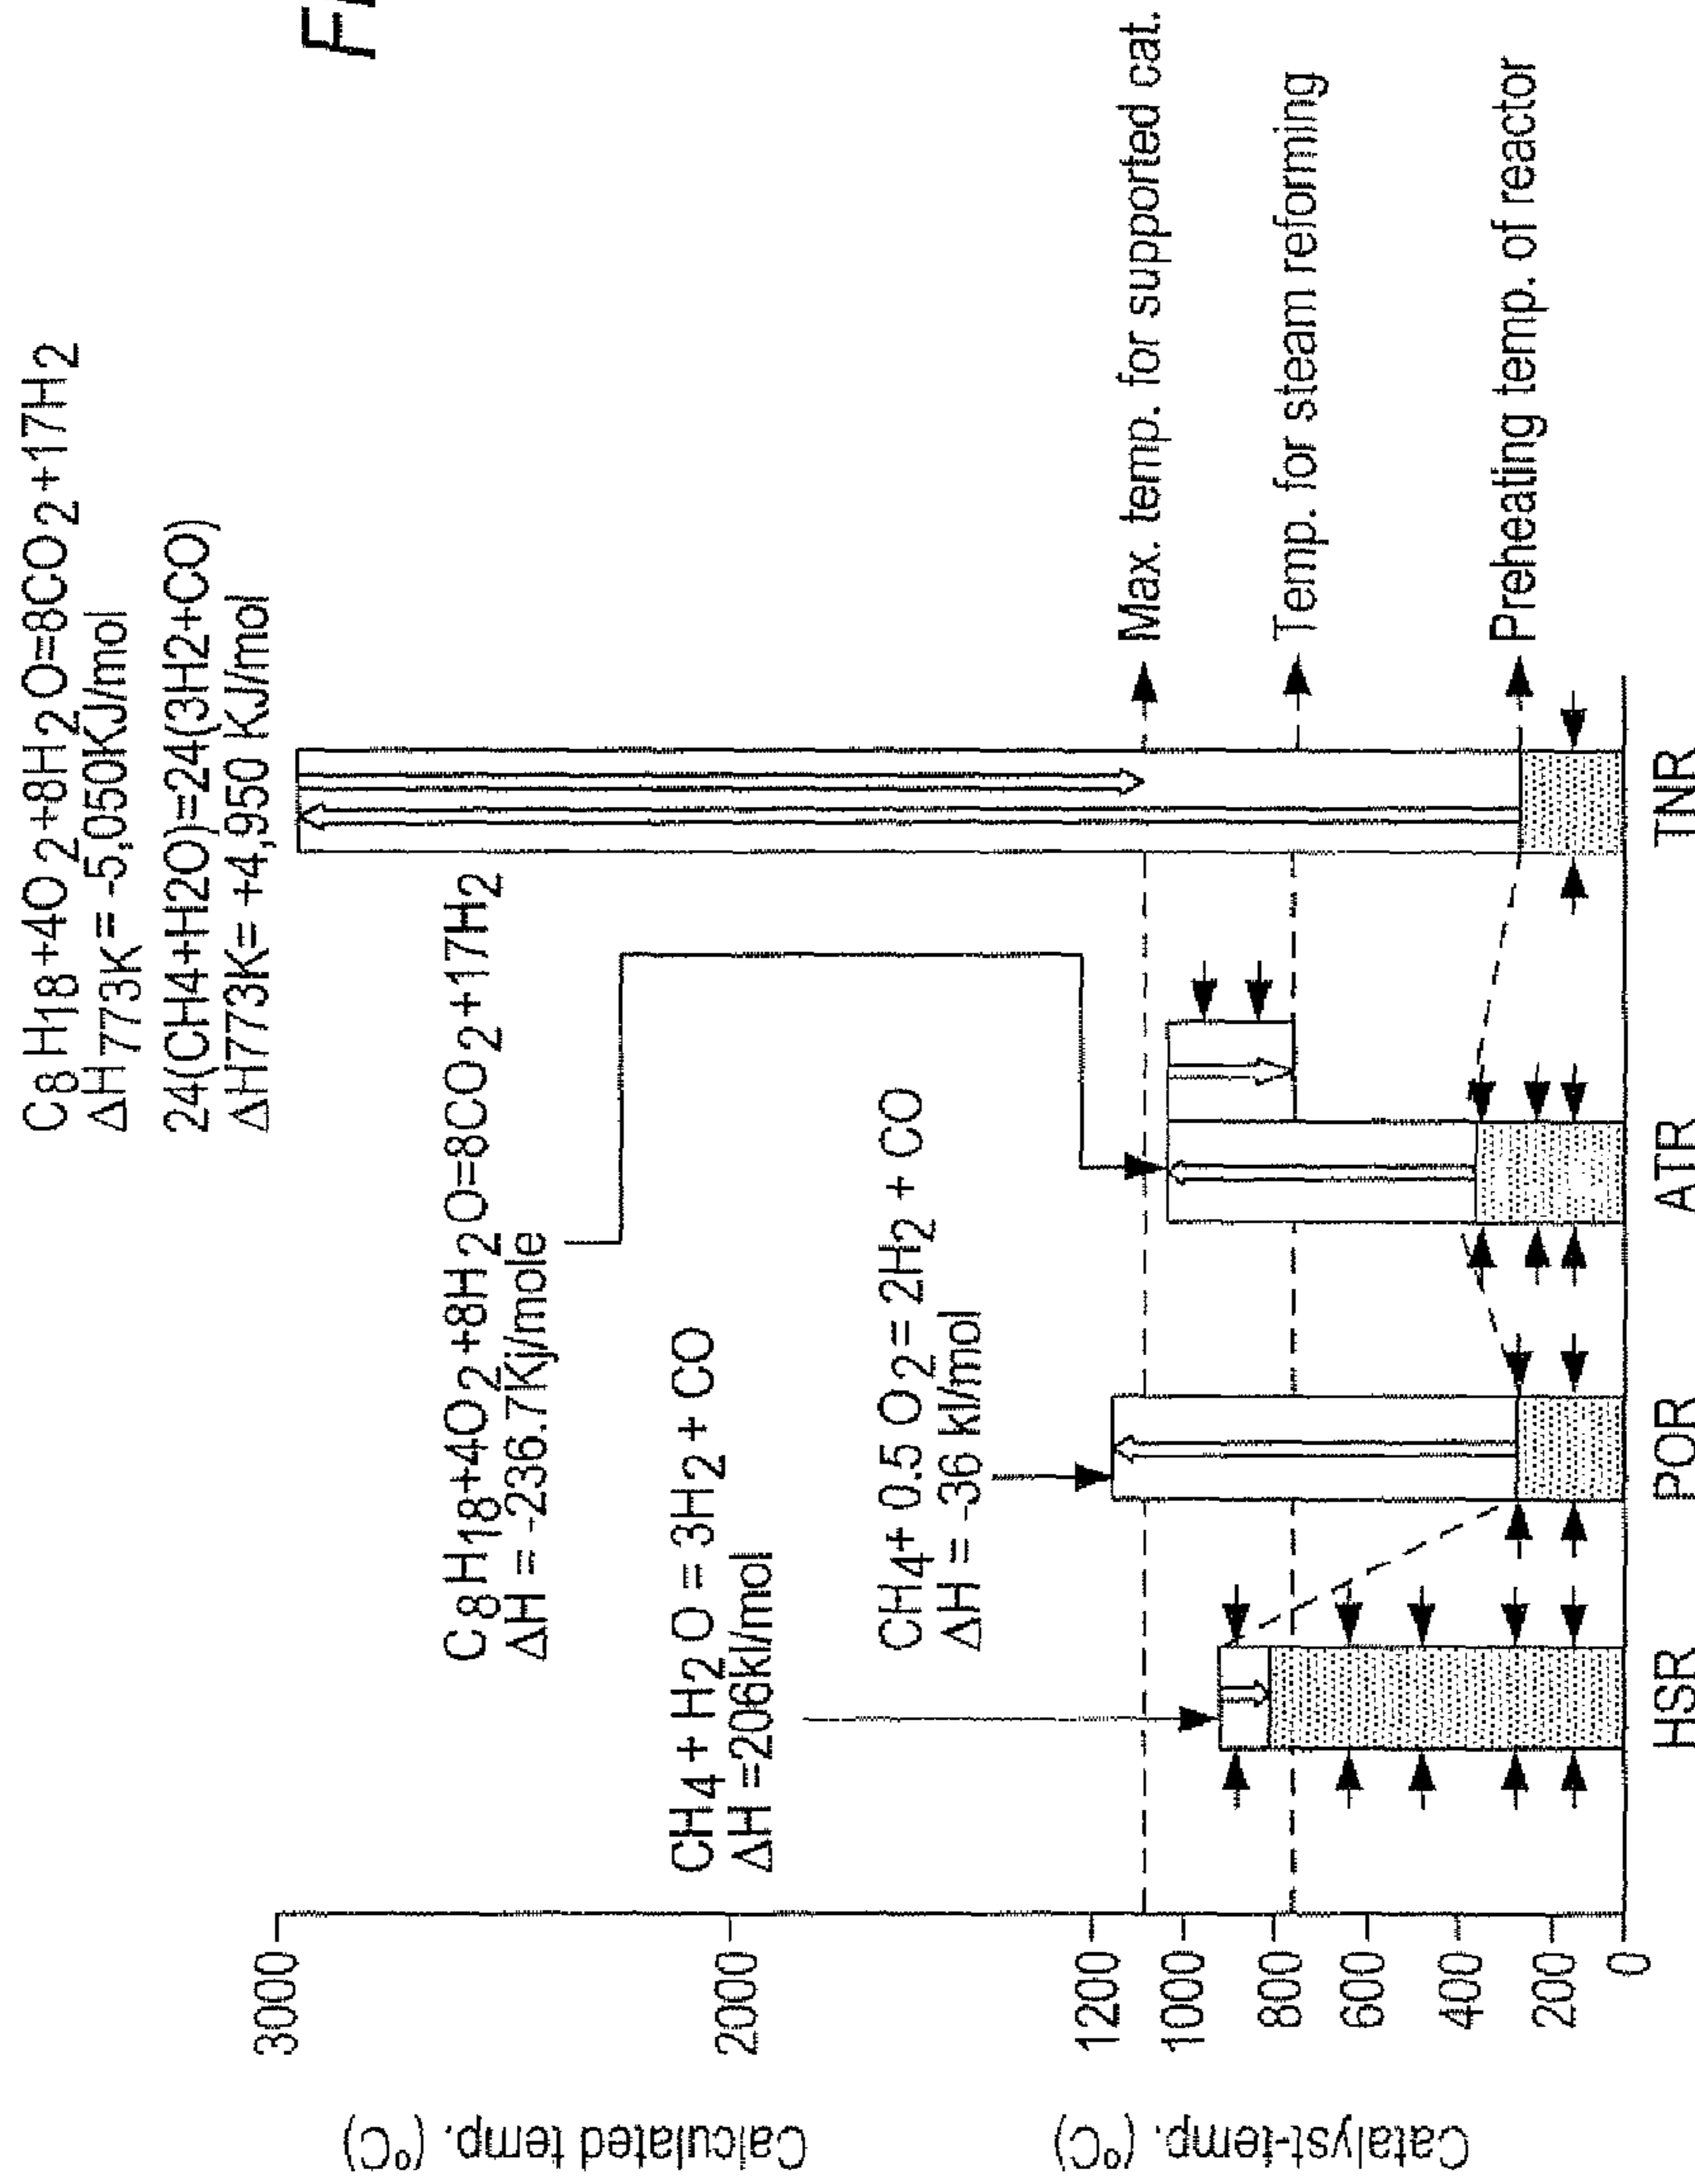 FI
C8H18+4O2+8H2O=8CO2+17H2
ΔH773K= -5,050KJ/mol
24(CH4+H2O)=24(3H2+CO)
ΔH773K= +4,950 KJ/mol
C8H18+4O2+8H2O=8CO2+17H2
ΔH = -236.7Kj/mole
CH4 + H2O = 3H2 + CO
ΔH =206kl/mol
CH4+ 0.5 O2= 2H2 + CO
ΔH = -36 kl/mol
Calculated temp. (°C)
Catalyst-temp. (°C)
3000
2000
1200
1000
800
600
400
200
0
Max. temp. for supported cat.
Temp. for steam reforming
Preheating temp. of reactor
HSR
POR
ATR
TNR